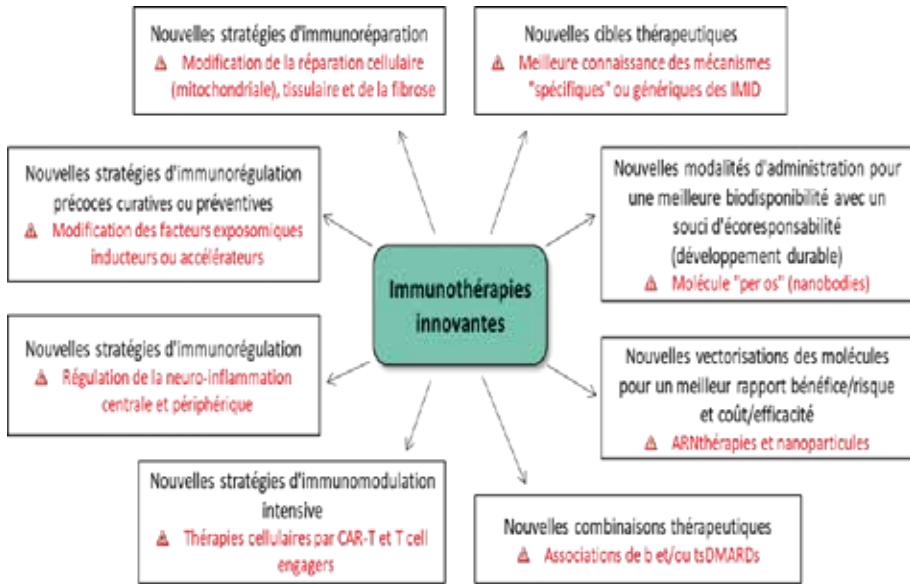 Nouvelles stratégies d'immunoréparation
Modification de la réparation cellulaire
(mitochondriale), tissulaire et de la fibrose
Nouvelles cibles thérapeutiques
Meilleure connaissance des mécanismes
"spécifiques" ou génériques des IMID
Nouvelles stratégies d'immunorégulation
précoces curatives ou préventives
Modification des facteurs exposomiques
inducteurs ou accélérateurs
Nouvelles modalités d'administration pour
une meilleure biodisponibilité avec un
souci d'écoresponsabilité
(développement durable)
Molécule "per os" (nanobodies)
Immunothérapies
innovantes
Nouvelles stratégies d'immunorégulation
Régulation de la neuro-inflammation
centrale et périphérique
Nouvelles vectorisations des molécules
pour un meilleur rapport bénéfice/risque
et coût/efficacité
ARNthérapies et nanoparticules
Nouvelles stratégies d'immunomodulation
intensive
Thérapies cellulaires par CAR-T et T cell
engagers
Nouvelles combinaisons thérapeutiques
Associations de b et/ou tsDMARDs